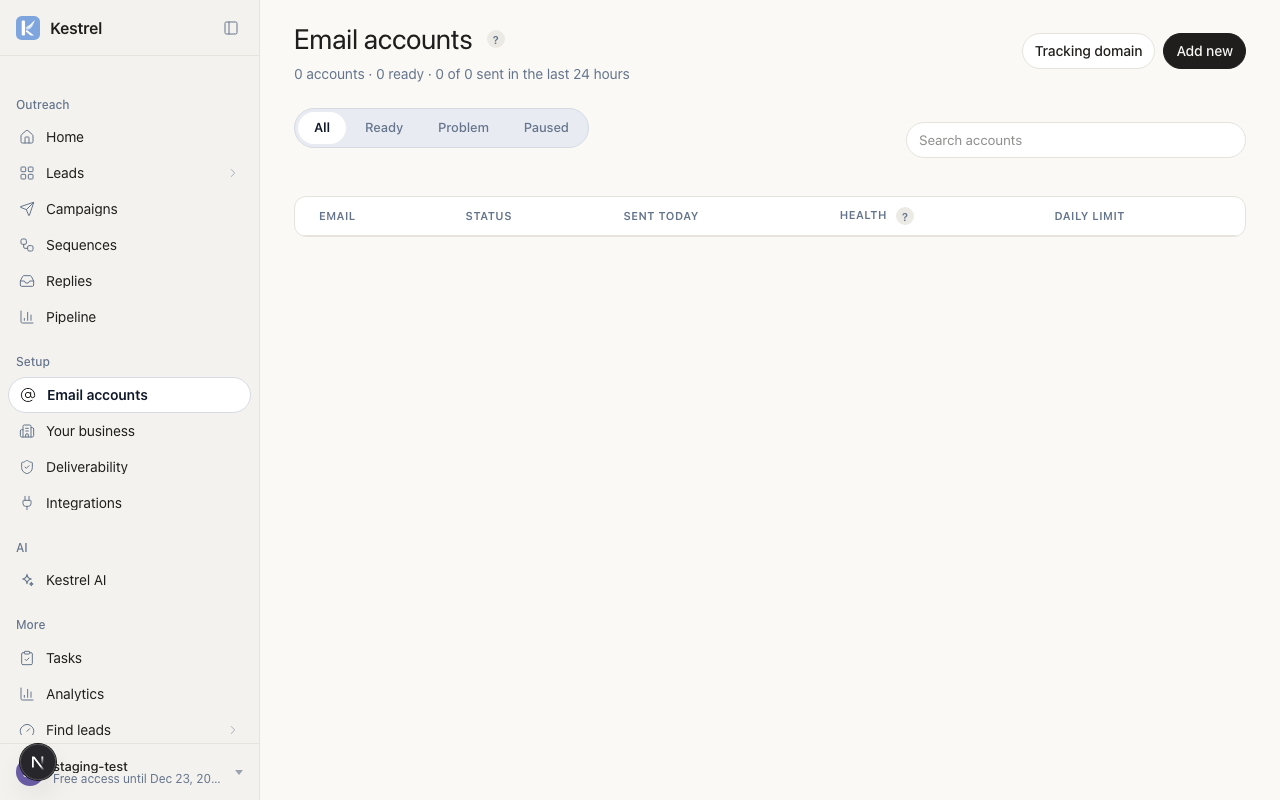 Kestrel
Outreach
Home
Leads
Campaigns
Sequences
Replies
Pipeline
Setup
Email accounts
Your business
Deliverability
Integrations
AI
Kestrel AI
More
Tasks
Analytics
Find leads
N
staging-test
Free access until Dec 23, 20...
Email accounts ?
0 accounts · 0 ready · 0 of 0 sent in the last 24 hours
Tracking domain
Add new
All Ready Problem Paused
Search accounts
EMAIL STATUS SENT TODAY HEALTH ? DAILY LIMIT